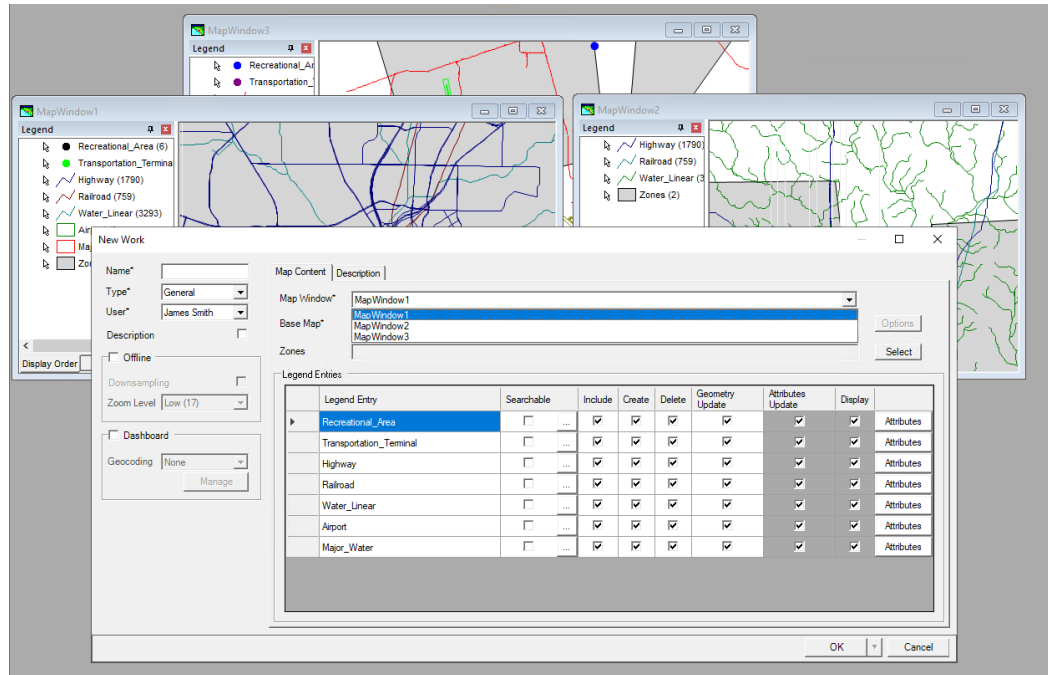 MapWindow3
Legend
Recreational_Ar
Transportation_
MapWindow1
Legend
Recreational_Area (6)
Transportation_Termina
Highway (1790)
Railroad (759)
Water_Linear (3293)
Air
Maj
Zo
Display Order
MapWindow2
Legend
Highway (1790)
Railroad (759)
Water_Linear (3
Zones (2)
New Work
Name*
Type* General
User* James Smith
Description
Offline
Downsampling
Zoom Level Low (17)
Dashboard
Geocoding None
Manage
Map Content Description
Map Window* MapWindow1
MapWindow1
Base Map* MapWindow2 Options
MapWindow3
Zones Select
Legend Entries
Legend Entry Searchable Include Create Delete Geometry Update Attributes Update Display
Recreational_Area ... Attributes
Transportation_Terminal ... Attributes
Highway ... Attributes
Railroad ... Attributes
Water_Linear ... Attributes
Airport ... Attributes
Major_Water ... Attributes
OK Cancel